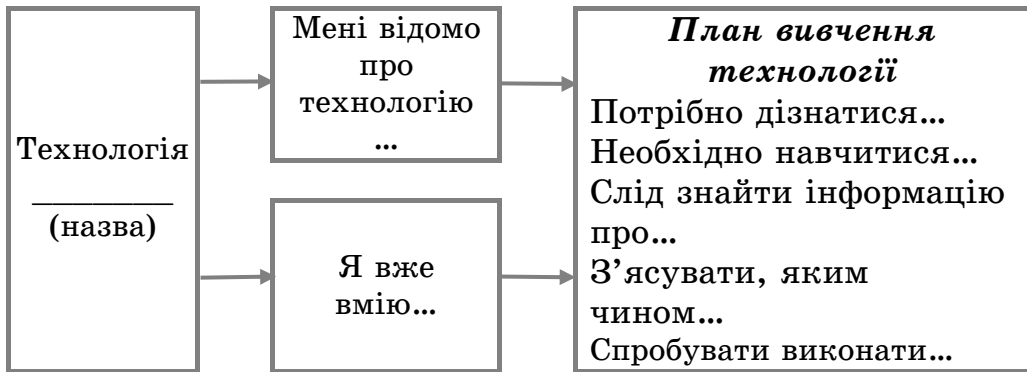 Технологія
_______
(назва)
Мені відомо
про
технологію
...
Я вже
вмію...
План вивчення
технології
Потрібно дізнатися...
Необхідно навчитися...
Слід знайти інформацію
про...
З’ясувати, яким
чином...
Спробувати виконати...